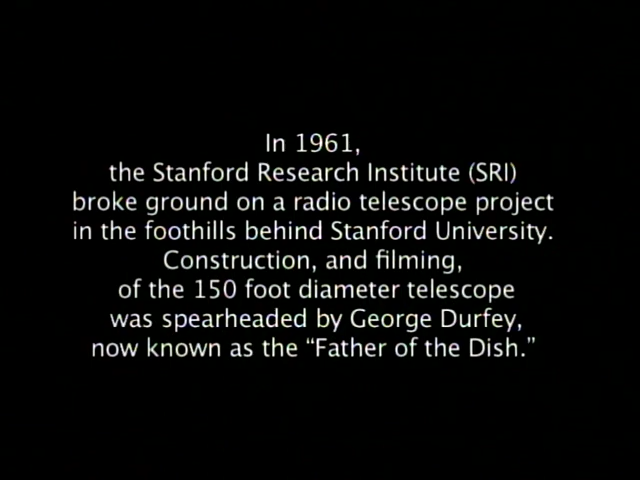 In 1961,
the Stanford Research Institute (SRI)
broke ground on a radio telescope project
in the foothills behind Stanford University.
Construction, and filming,
of the 150 foot diameter telescope
was spearheaded by George Durfey,
now known as the “Father of the Dish.”